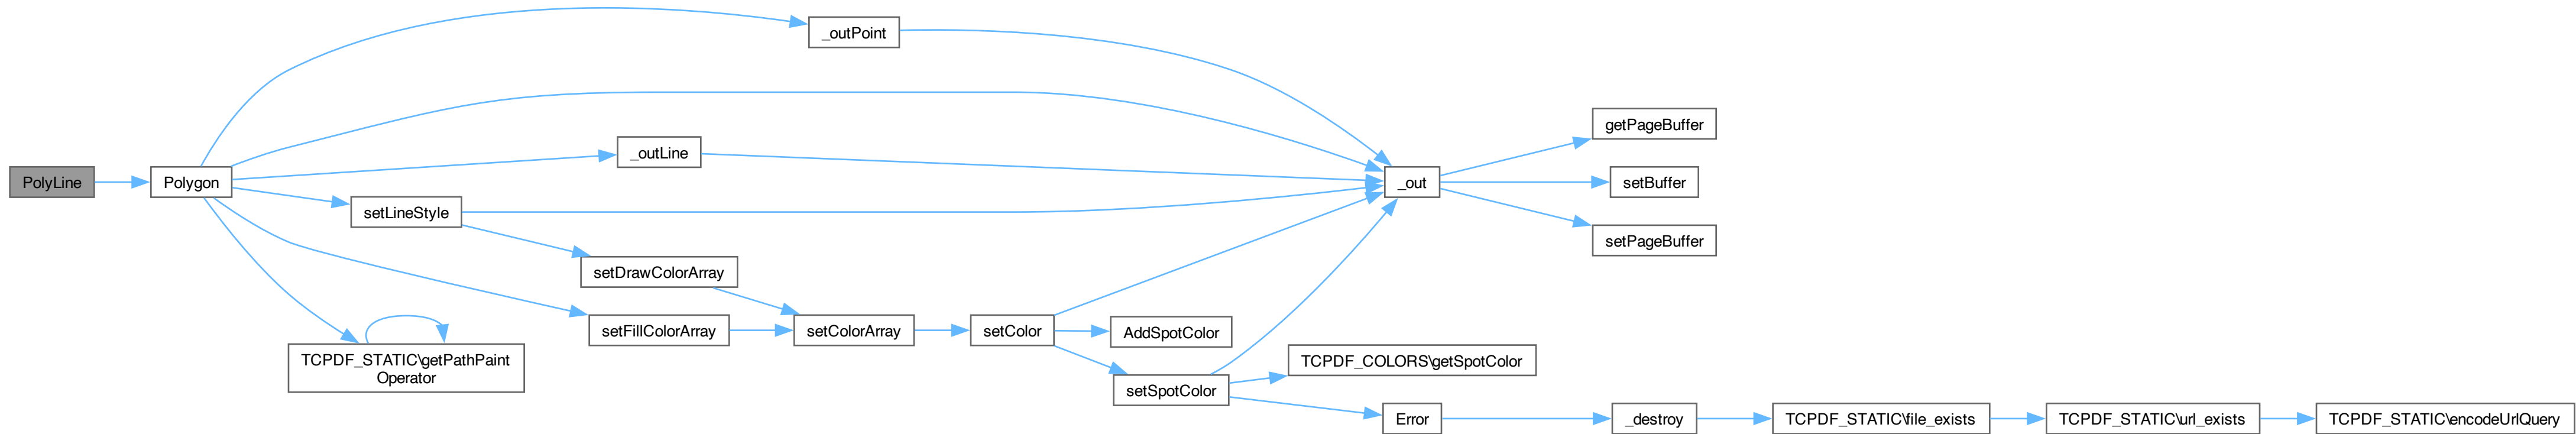 PolyLine
Polygon
_outPoint
_outLine
setLineStyle
setDrawColorArray
setFillColorArray
TCPDF_STATIC\getPathPaint
Operator
setColorArray
setColor
AddSpotColor
setSpotColor
TCPDF_COLORS\getSpotColor
_out
getPageBuffer
setBuffer
setPageBuffer
Error
_destroy
TCPDF_STATIC\file_exists
TCPDF_STATIC\url_exists
TCPDF_STATIC\encodeUrlQuery